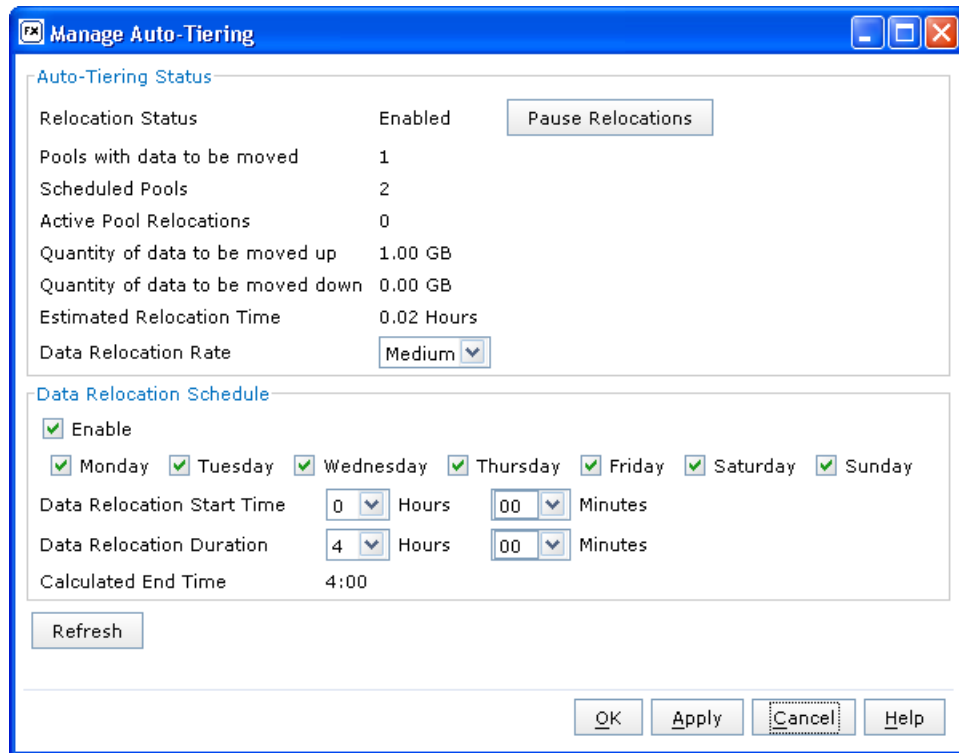 FX Manage Auto-Tiering
Auto-Tiering Status
Relocation Status Enabled Pause Relocations
Pools with data to be moved 1
Scheduled Pools 2
Active Pool Relocations 0
Quantity of data to be moved up 1.00 GB
Quantity of data to be moved down 0.00 GB
Estimated Relocation Time 0.02 Hours
Data Relocation Rate Medium
Data Relocation Schedule
Enable
Monday Tuesday Wednesday Thursday Friday Saturday Sunday
Data Relocation Start Time 0 Hours 00 Minutes
Data Relocation Duration 4 Hours 00 Minutes
Calculated End Time 4:00
Refresh
OK Apply Cancel Help